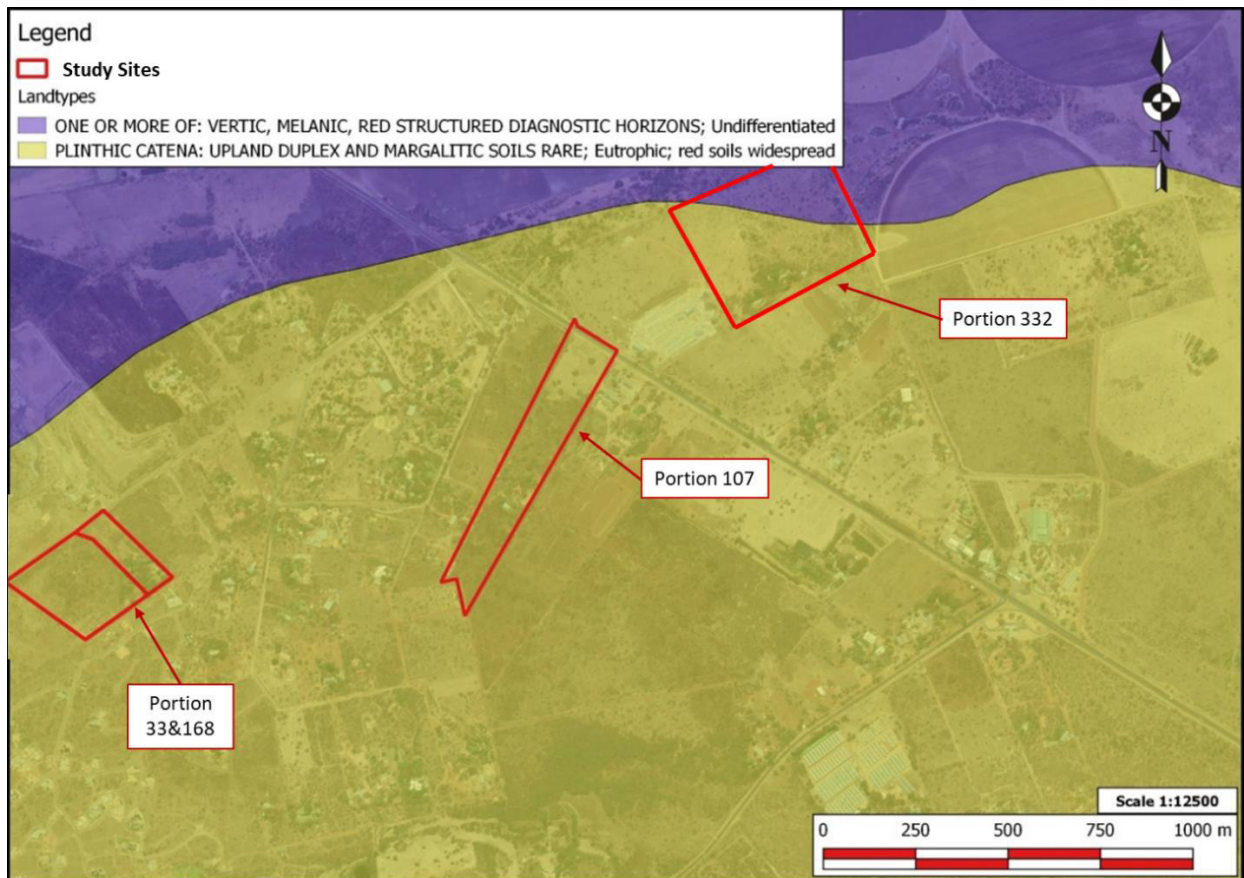 Legend
Study Sites
Landtypes
ONE OR MORE OF: VERTIC, MELANIC, RED STRUCTURED DIAGNOSTIC HORIZONS; Undifferentiated
PLINTHIC CATENA: UPLAND DUPLEX AND MARGALITIC SOILS RARE; Eutrophic; red soils widespread
N
Portion 332
Portion 107
Portion
33&168
Scale 1:12500
0 250 500 750 1000 m